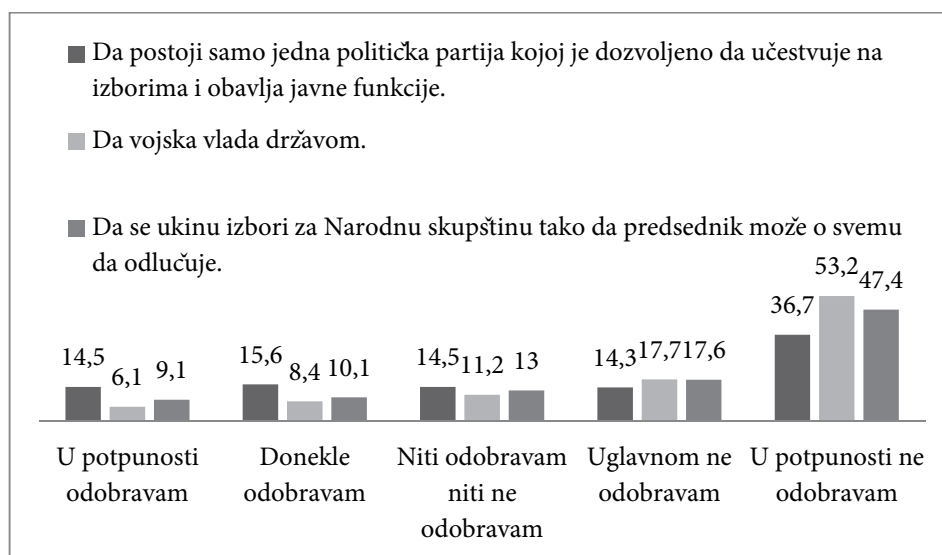 Da postoji samo jedna politička partija kojoj je dozvoljeno da učestvuje na
izborima i obavlja javne funkcije.
Da vojska vlada državom.
Da se ukinu izbori za Narodnu skupštinu tako da predsednik može o svemu
da odlučuje.
14,5 6,1 9,1
15,6 8,4 10,1
14,5 11,2 13
14,3 17,7 17,6
36,7 53,2 47,4
U potpunosti
odobravam
Donekle
odobravam
Niti odobravam
niti ne
odobravam
Uglavnom ne
odobravam
U potpunosti ne
odobravam